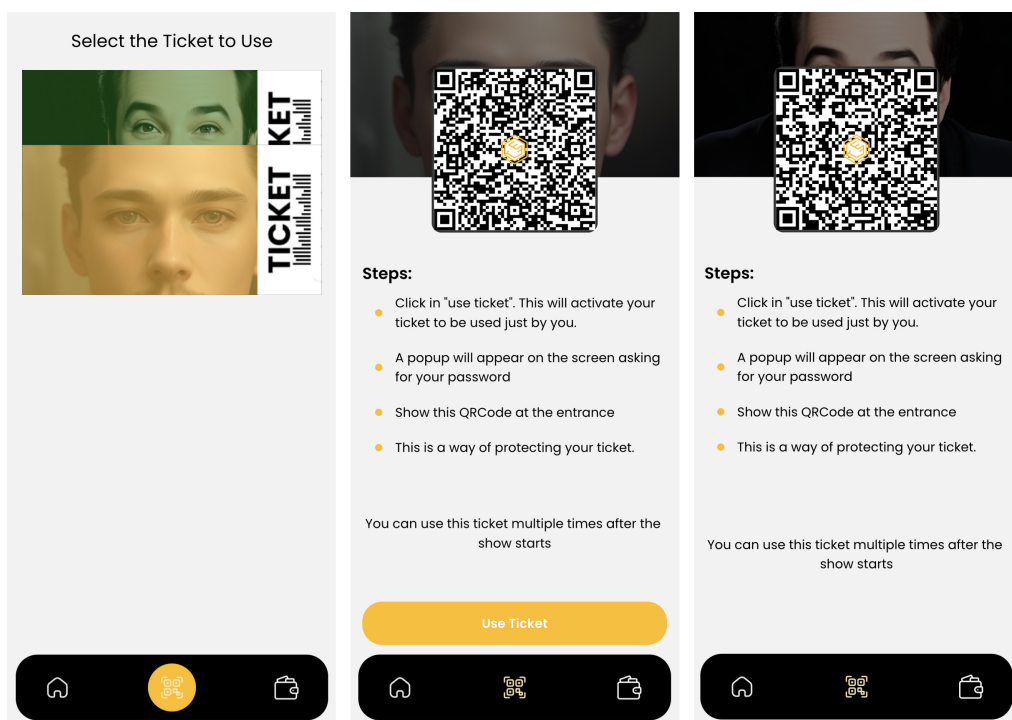 Select the Ticket to Use
KET
TICKET
Steps:
Click in "use ticket". This will activate your
ticket to be used just by you.
A popup will appear on the screen asking
for your password
Show this QRCode at the entrance
This is a way of protecting your ticket.
You can use this ticket multiple times after the
show starts
Use Ticket
Steps:
Click in "use ticket". This will activate your
ticket to be used just by you.
A popup will appear on the screen asking
for your password
Show this QRCode at the entrance
This is a way of protecting your ticket.
You can use this ticket multiple times after the
show starts